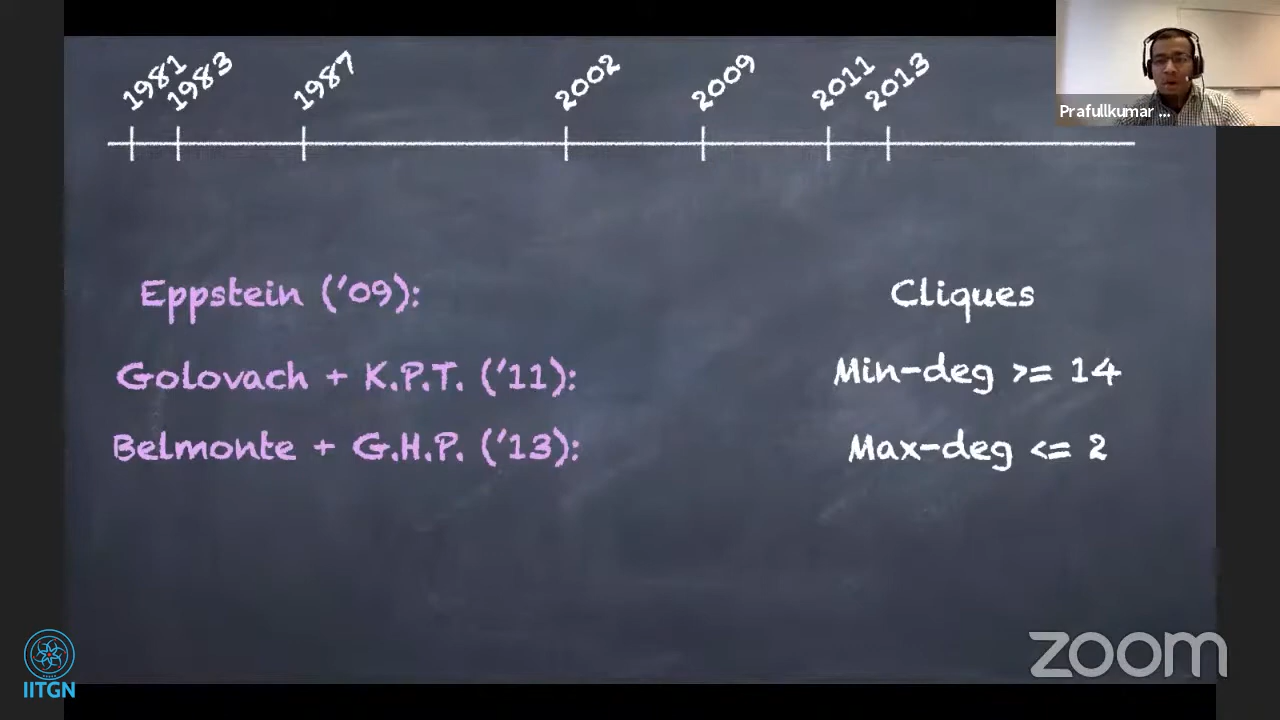 1981 1983 1987 2002 2009 2011 2013
Prafullkumar ...
Eppstein ('09): Cliques
Golovach + K.P.T. ('11): Min-deg >= 14
Belmonte + G.H.P. ('13): Max-deg <= 2
zoom
IITGN